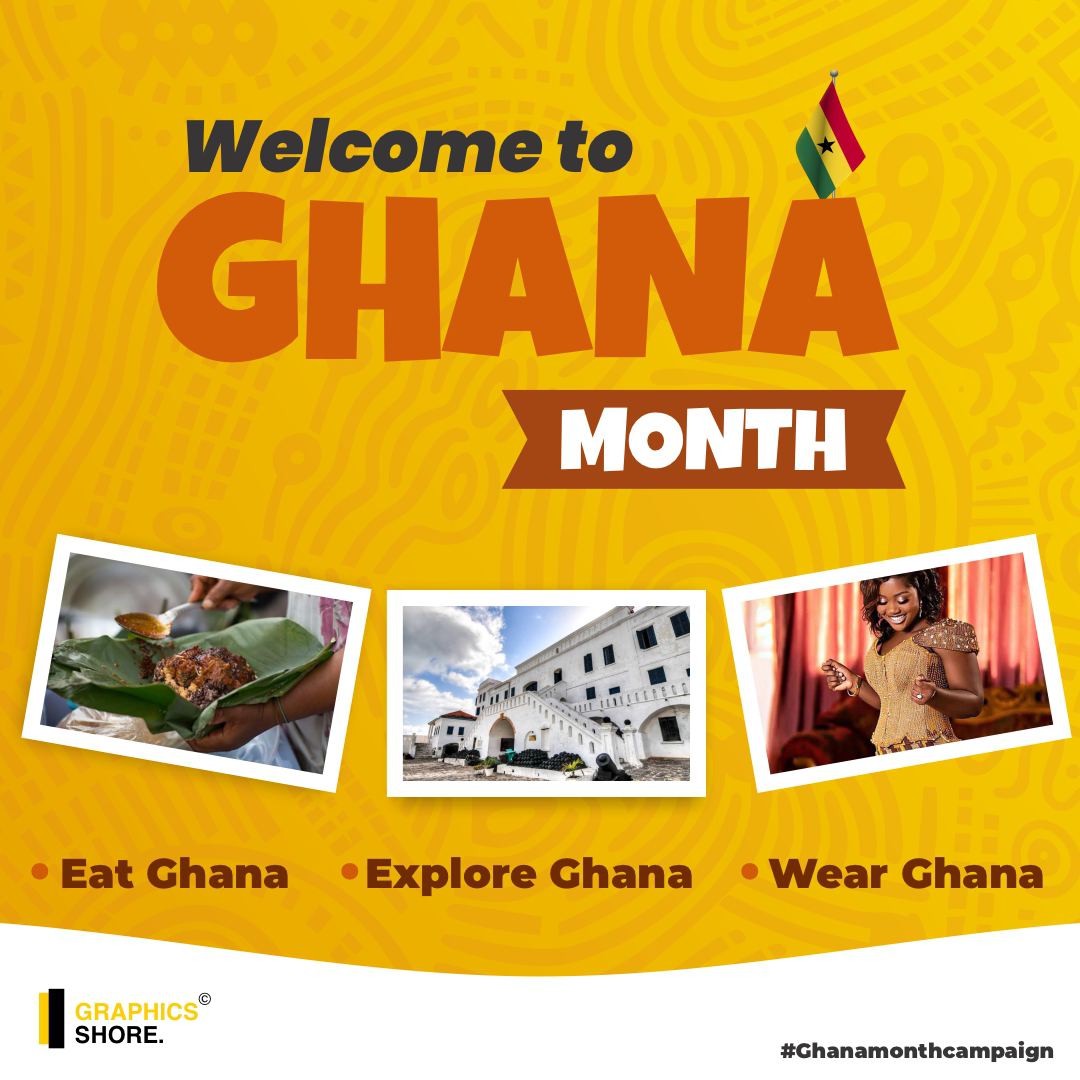 Welcome to
GHANA
MONTH
• Eat Ghana
• Explore Ghana
• Wear Ghana
GRAPHICS©
SHORE.
#Ghanamonthcampaign